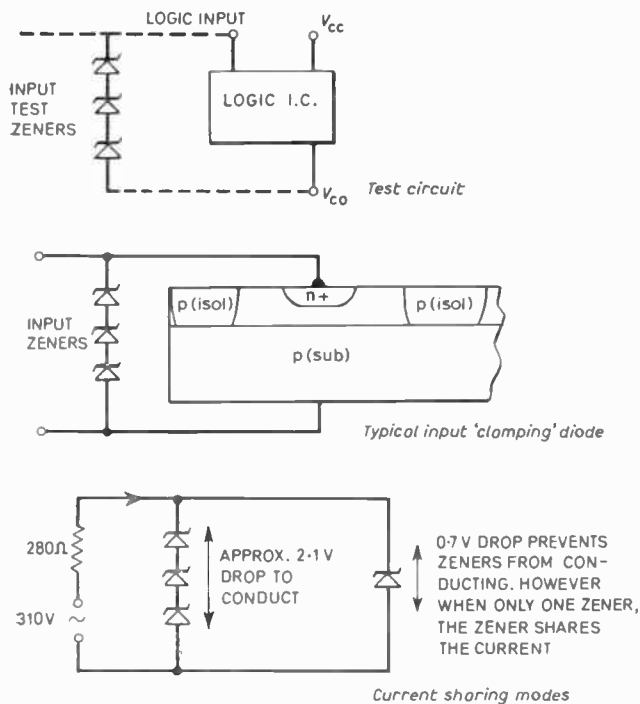 LOGIC INPUT
Vcc
INPUT
TEST
ZENERS
LOGIC I.C.
Vco
Test circuit
INPUT
ZENERS
p(isol)
n+
p(isol)
p(sub)
Typical input 'clamping' diode
280Ω
310V
~
APPROX. 2·1 V
DROP TO
CONDUCT
0·7 V DROP PREVENTS
ZENERS FROM CON-
DUCTING. HOWEVER
WHEN ONLY ONE ZENER,
THE ZENER SHARES
THE CURRENT
Current sharing modes